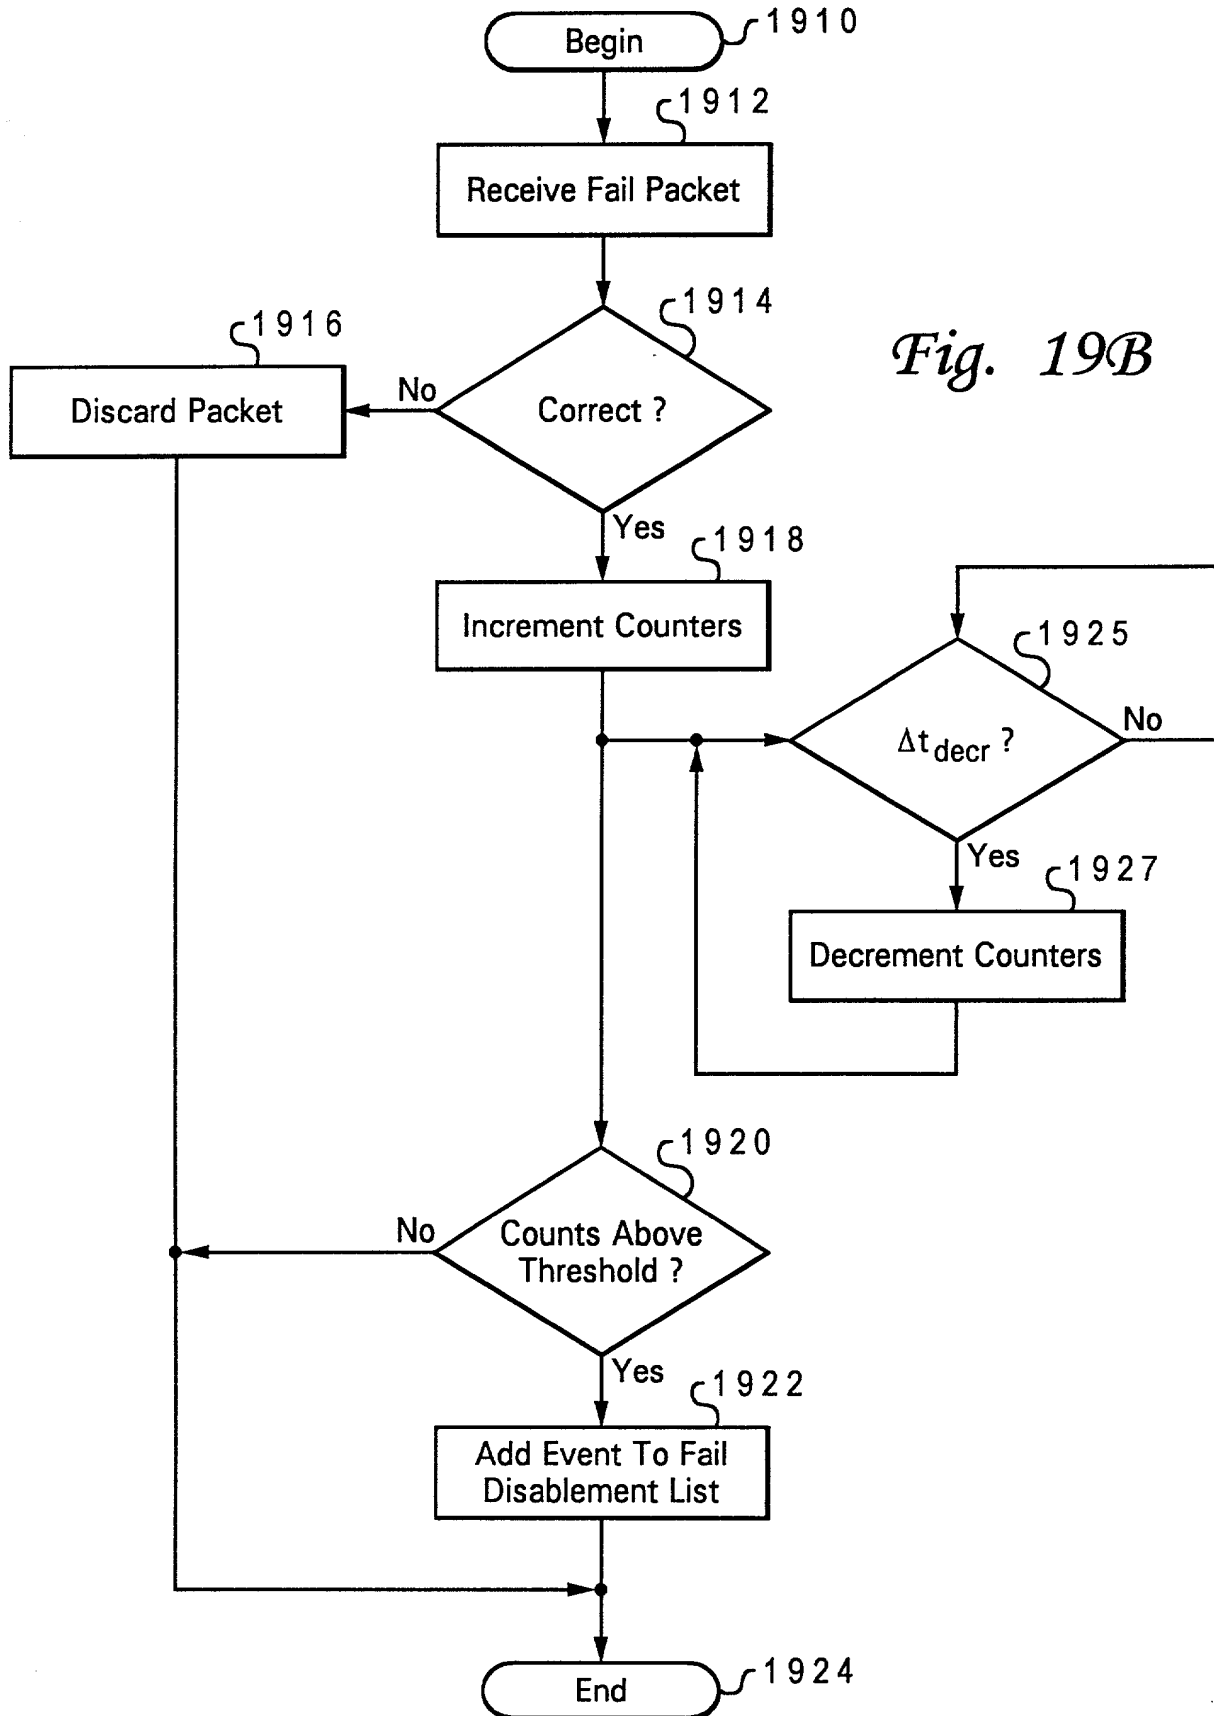 Begin
1910
1912
Receive Fail Packet
1914
Correct ?
Fig. 19B
1916
No
Discard Packet
Yes
1918
Increment Counters
1925
Δtdecr ?
No
Yes
1927
Decrement Counters
1920
No
Counts Above
Threshold ?
Yes
1922
Add Event To Fail
Disablement List
End
1924